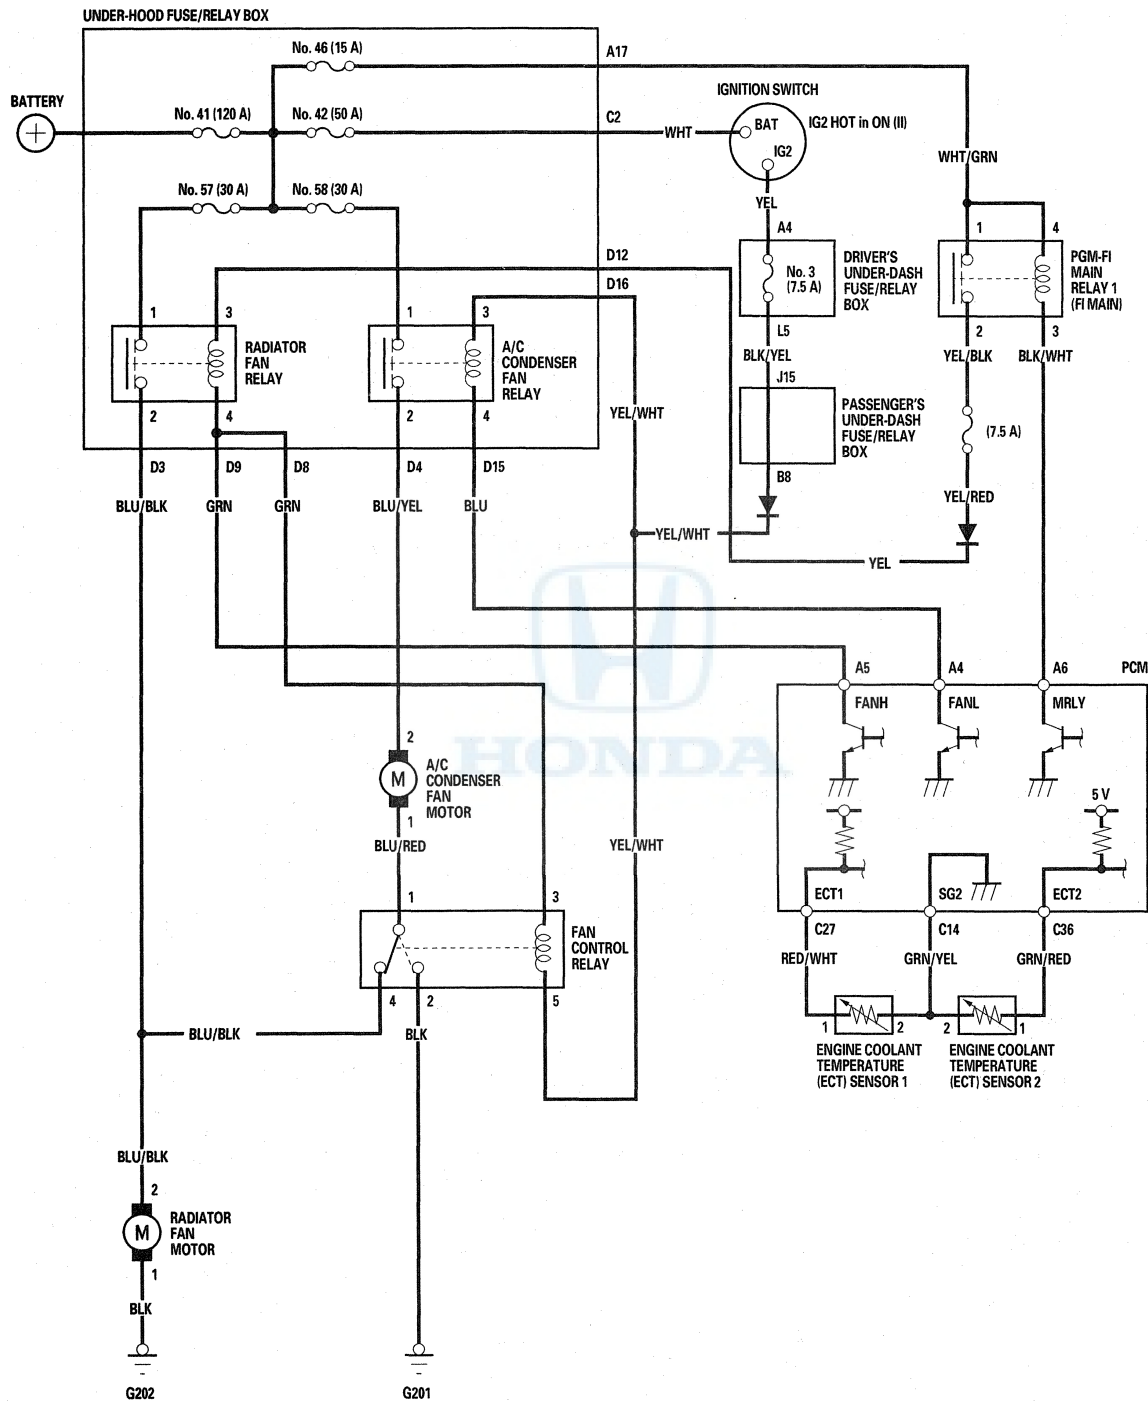 UNDER-HOOD FUSE/RELAY BOX
No. 46 (15 A)
A17
BATTERY
No. 41 (120 A)
No. 42 (50 A)
C2
WHT
IGNITION SWITCH
BAT
IG2 HOT in ON (II)
IG2
WHT/GRN
No. 57 (30 A)
No. 58 (30 A)
YEL
A4
1
4
D12
D16
No. 3
(7.5 A)
DRIVER'S
UNDER-DASH
FUSE/RELAY
BOX
PGM-FI
MAIN
RELAY 1
(FI MAIN)
1
3
1
3
L5
2
3
RADIATOR
FAN
RELAY
A/C
CONDENSER
FAN
RELAY
BLK/YEL
YEL/BLK
BLK/WHT
J15
2
4
2
4
YEL/WHT
PASSENGER'S
UNDER-DASH
FUSE/RELAY
BOX
(7.5 A)
D3
D9
D8
D4
D15
B8
BLU/BLK
GRN
GRN
BLU/YEL
BLU
YEL/RED
YEL/WHT
YEL
A5
A4
A6
PCM
FANH
FANL
MRLY
HONDA
2
M
A/C
CONDENSER
FAN
MOTOR
1
5 V
BLU/RED
YEL/WHT
ECT1
SG2
ECT2
1
3
C27
C14
C36
FAN
CONTROL
RELAY
RED/WHT
GRN/YEL
GRN/RED
4
2
5
BLU/BLK
BLK
1
2
2
1
ENGINE COOLANT
TEMPERATURE
(ECT) SENSOR 1
ENGINE COOLANT
TEMPERATURE
(ECT) SENSOR 2
BLU/BLK
2
M
RADIATOR
FAN
MOTOR
1
BLK
G202
G201